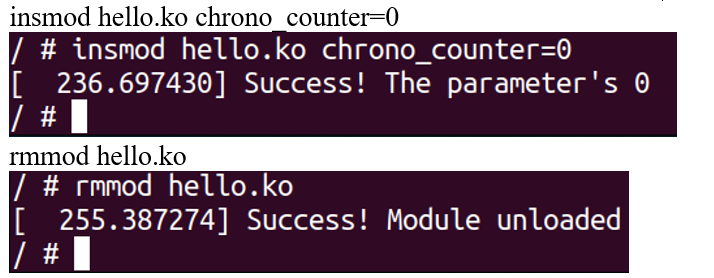 insmod hello.ko chrono_counter=0
/ # insmod hello.ko chrono_counter=0
[  236.697430] Success! The parameter's 0
/ #
rmmod hello.ko
/ # rmmod hello.ko
[  255.387274] Success! Module unloaded
/ #